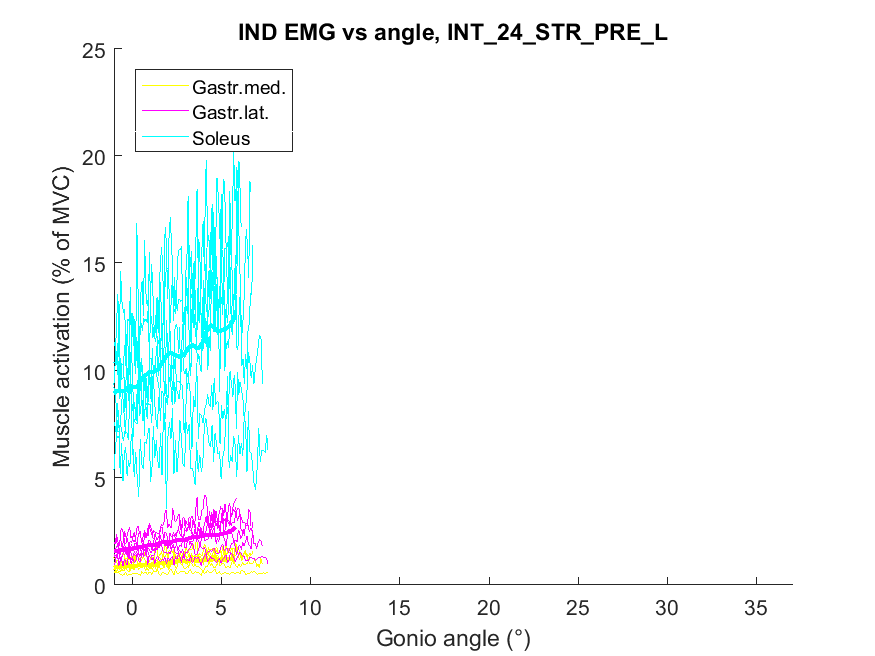 IND EMG vs angle, INT_24_STR_PRE_L
25
Gastr.med.
Gastr.lat.
Soleus
20
15
10
5
0
Muscle activation (% of MVC)
0 5 10 15 20 25 30 35
Gonio angle (°)